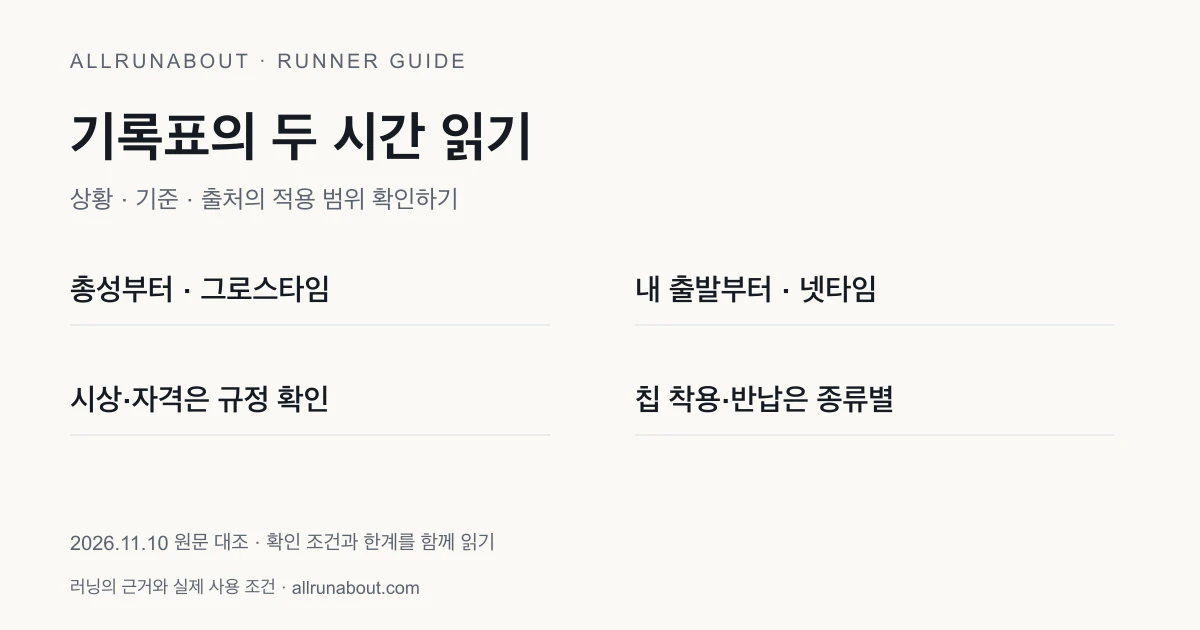 ALLRUNABOUT · RUNNER GUIDE
기록표의 두 시간 읽기
상황 · 기준 · 출처의 적용 범위 확인하기
총성부터 · 그로스타임
내 출발부터 · 넷타임
시상·자격은 규정 확인
칩 착용·반납은 종류별
2026.11.10 원문 대조 · 확인 조건과 한계를 함께 읽기
러닝의 근거와 실제 사용 조건 · allrunabout.com